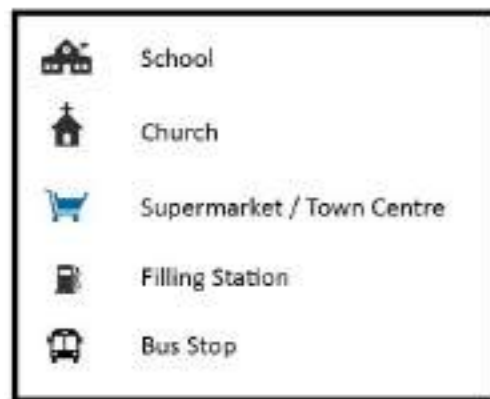 School
Church
Supermarket / Town Centre
Filling Station
Bus Stop